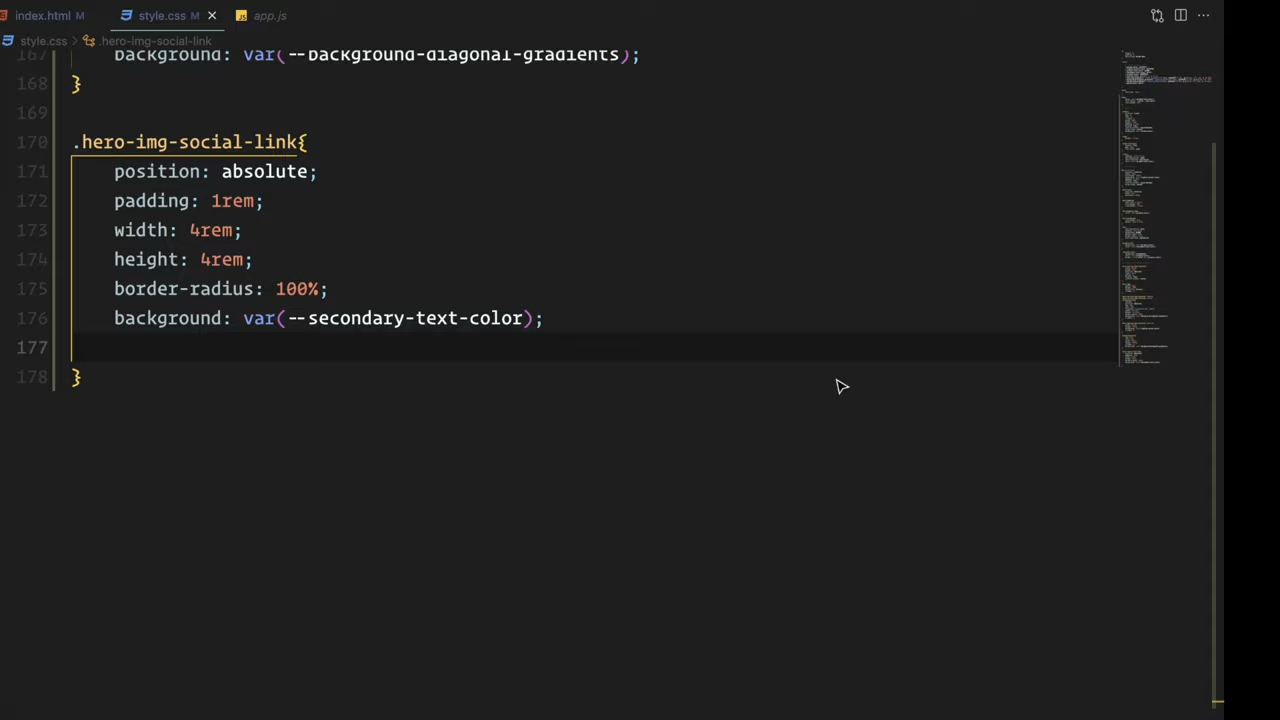 index.html M
style.css M
app.js
style.css > .hero-img-social-link
167 background: var(--background-diagonal-gradients);
168 }
169
170 .hero-img-social-link{
171 position: absolute;
172 padding: 1rem;
173 width: 4rem;
174 height: 4rem;
175 border-radius: 100%;
176 background: var(--secondary-text-color);
177
178 }